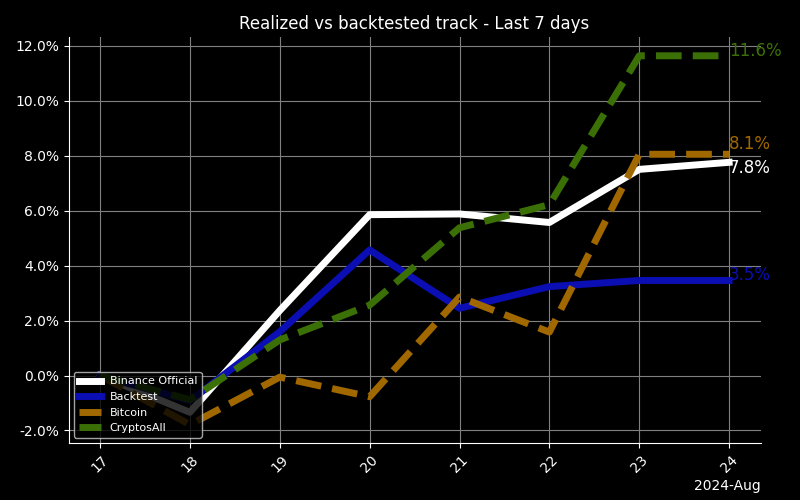 Realized vs backtested track - Last 7 days
12.0%
10.0%
8.0%
6.0%
4.0%
2.0%
0.0%
-2.0%
11.6%
8.1%
7.8%
3.5%
Binance Official
Backtest
Bitcoin
CryptosAll
17 18 19 20 21 22 23 24
2024-Aug